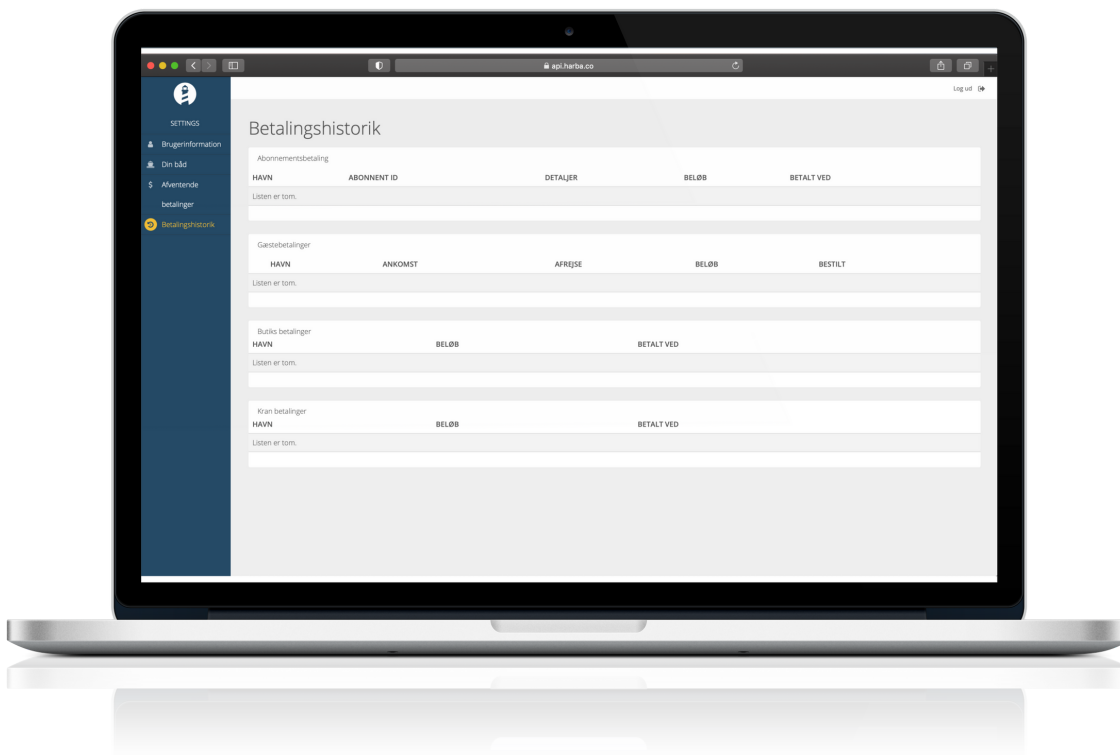 api.harba.co
Log ud
SETTINGS
Brugerinformation
Din båd
Afventende
betalinger
Betalingshistorik
Betalingshistorik
Abonnementsbetaling
HAVN ABONNENT ID DETALJER BELØB BETALT VED
Listen er tom.
Gæstebetalinger
HAVN ANKOMST AFREJSE BELØB BESTILT
Listen er tom.
Butiks betalinger
HAVN BELØB BETALT VED
Listen er tom.
Kran betalinger
HAVN BELØB BETALT VED
Listen er tom.